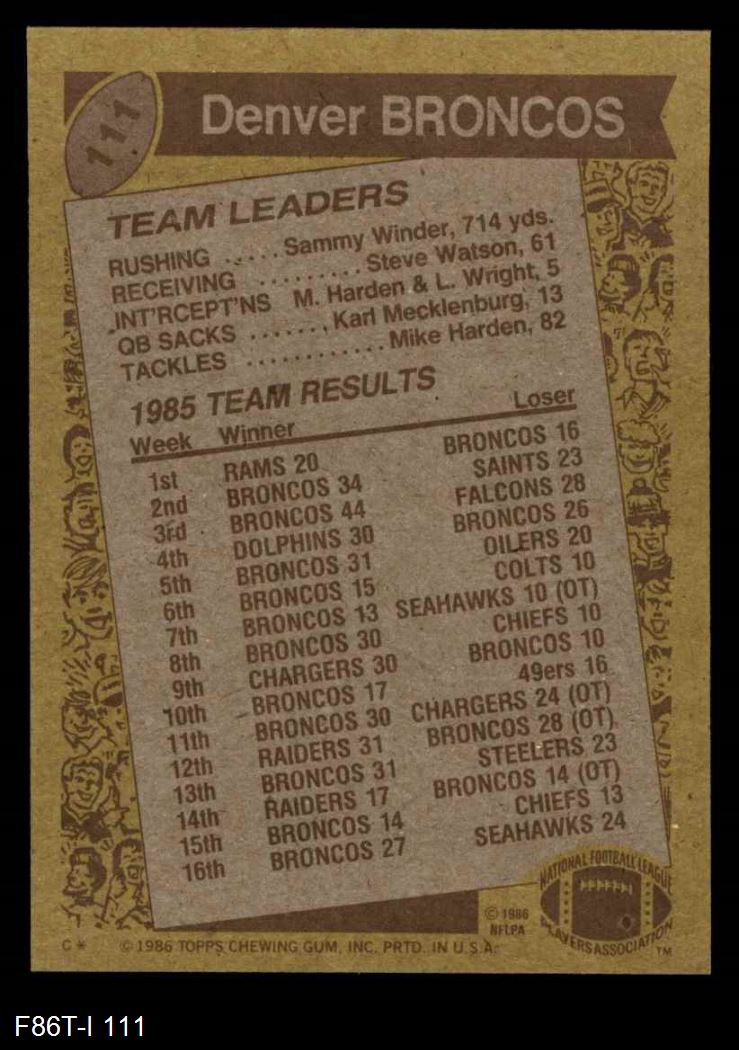 111
Denver BRONCOS
TEAM LEADERS
RUSHING ..... Sammy Winder, 714 yds.
RECEIVING ......... Steve Watson, 61
INT'RCEPT'NS M. Harden & L. Wright, 5
QB SACKS ....... Karl Mecklenburg, 13
TACKLES ............ Mike Harden, 82
1985 TEAM RESULTS
Week Winner Loser
1st RAMS 20 BRONCOS 16
2nd BRONCOS 34 SAINTS 23
3rd BRONCOS 44 FALCONS 28
4th DOLPHINS 30 BRONCOS 26
5th BRONCOS 31 OILERS 20
6th BRONCOS 15 COLTS 10
7th BRONCOS 13 SEAHAWKS 10 (OT)
8th BRONCOS 30 CHIEFS 10
9th CHARGERS 30 BRONCOS 10
10th BRONCOS 17 49ers 16
11th BRONCOS 30 CHARGERS 24 (OT)
12th RAIDERS 31 BRONCOS 28 (OT)
13th BRONCOS 31 STEELERS 23
14th RAIDERS 17 BRONCOS 14 (OT)
15th BRONCOS 14 CHIEFS 13
16th BRONCOS 27 SEAHAWKS 24
NATIONAL FOOTBALL LEAGUE
PLAYERS ASSOCIATION
TM
© 1986
NFLPA
C* © 1986 TOPPS CHEWING GUM, INC. PRTD. IN U.S.A.
F86T-I 111